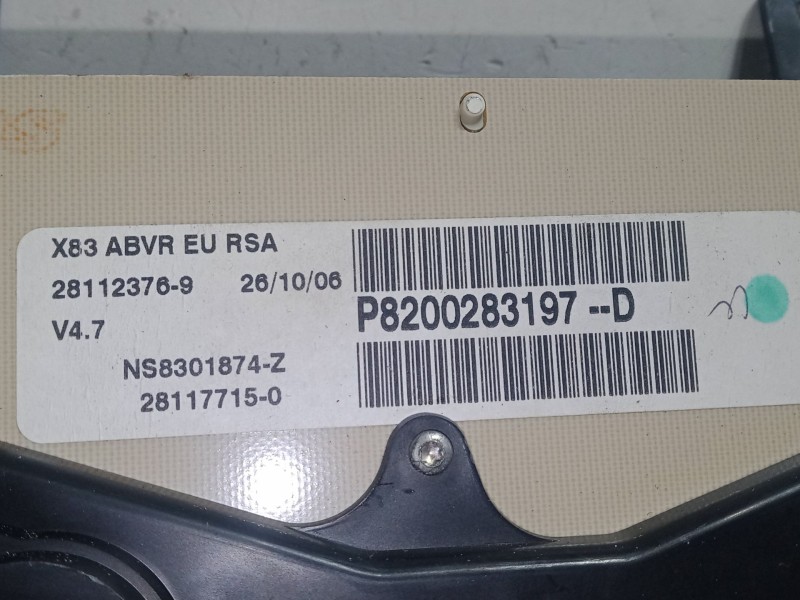 X83 ABVR EU RSA
28112376-9 26/10/06
V4.7
P8200283197 --D
NS8301874-Z
28117715-0